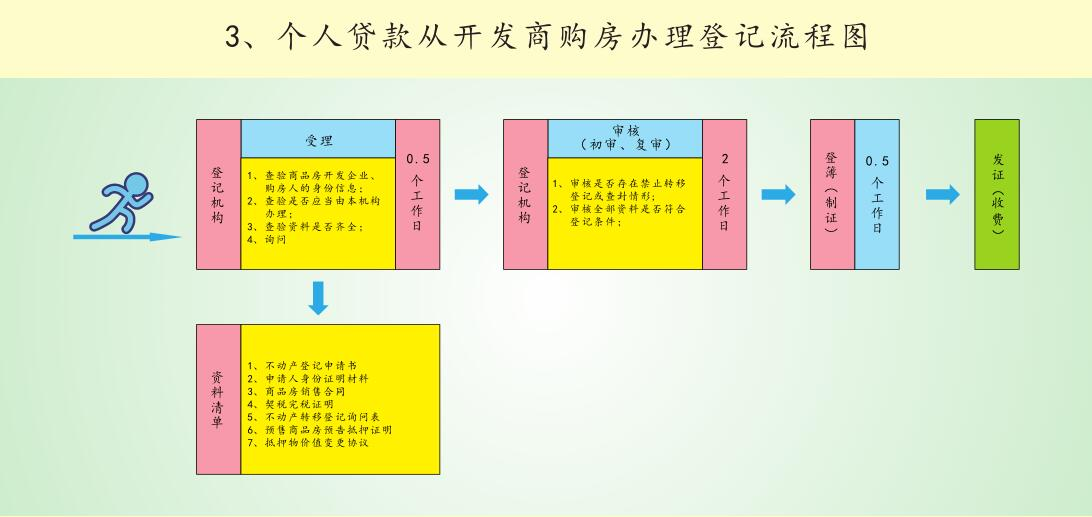 3、个人贷款从开发商购房办理登记流程图
登记机构
受理
1、查验商品房开发企业、
购房人的身份信息；
2、查验是否应当由本机构
办理；
3、查验资料是否齐全；
4、询问
0.5个工作日
登记机构
审核
（初审、复审）
1、审核是否存在禁止转移
登记或查封情形；
2、审核全部资料是否符合
登记条件；
2个工作日
登薄（制证）
0.5个工作日
发证（收费）
资料清单
1、不动产登记申请书
2、申请人身份证明材料
3、商品房销售合同
4、契税完税证明
5、不动产转移登记询问表
6、预售商品房预告抵押证明
7、抵押物价值变更协议